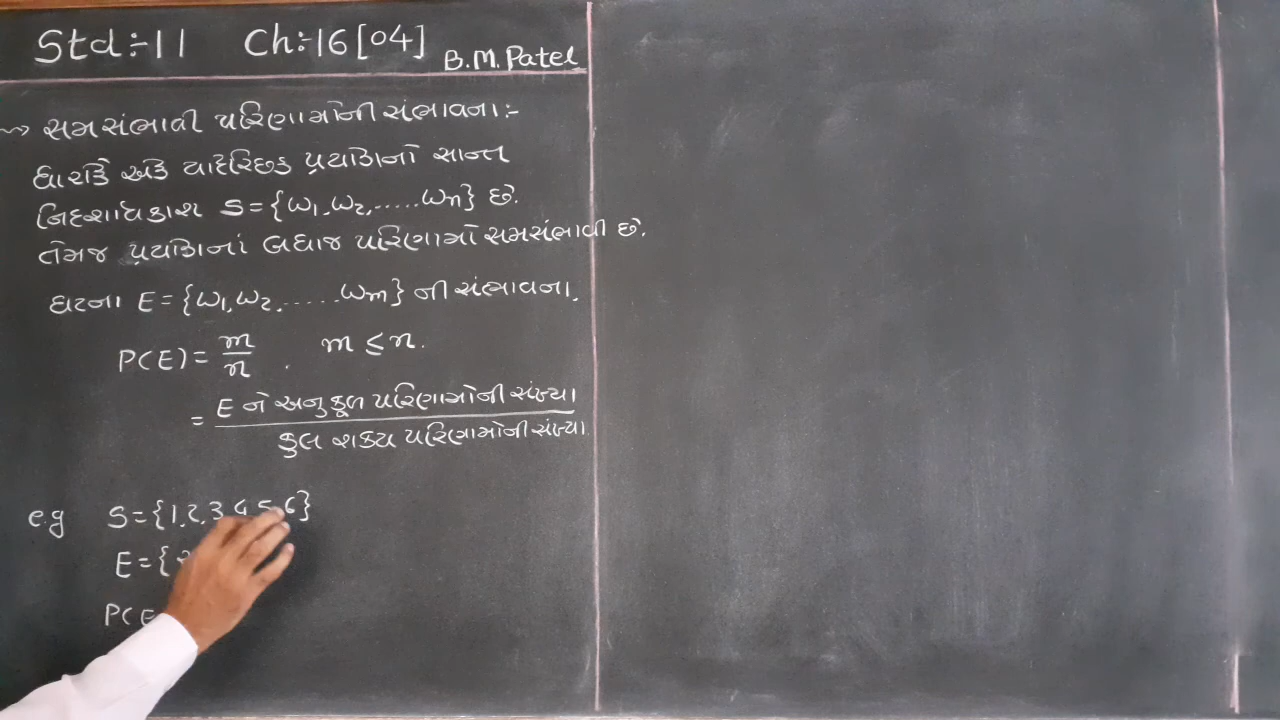 Std:-11 Ch:-16[04] B.M.Patel
સમસંભાવી પરિણામોની સંભાવના:-
ધારોકે એક યાદચ્છિક પ્રયોગનો સાન્ત
નિદર્શાવકાશ S={ω1,ω2,.....ωn} છે.
તેમજ પ્રયોગનાં બધાજ પરિણામો સમસંભાવી છે.
ઘટના E={ω1,ω2,......ωm} ની સંભાવના.
P(E)=m/n . m≤n.
= E ને અનુકૂળ પરિણામોની સંખ્યા
કુલ શક્ય પરિણામોની સંખ્યા
e.g S={1,2,3,4,5,6}
E={2
P(E